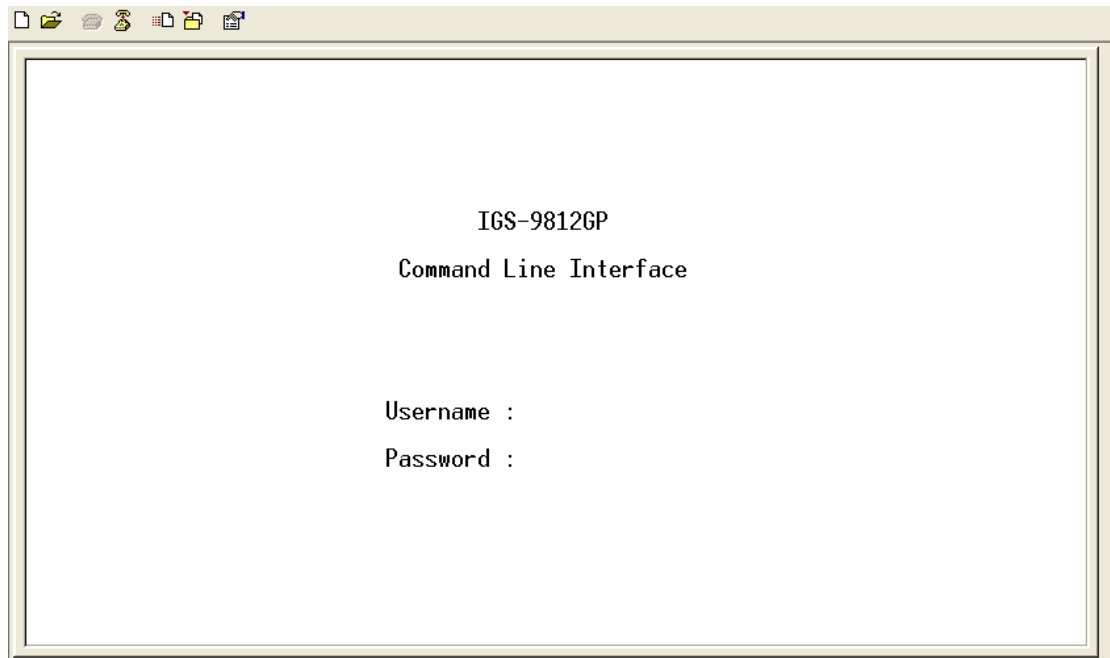 IGS-9812GP
Command Line Interface
Username :
Password :